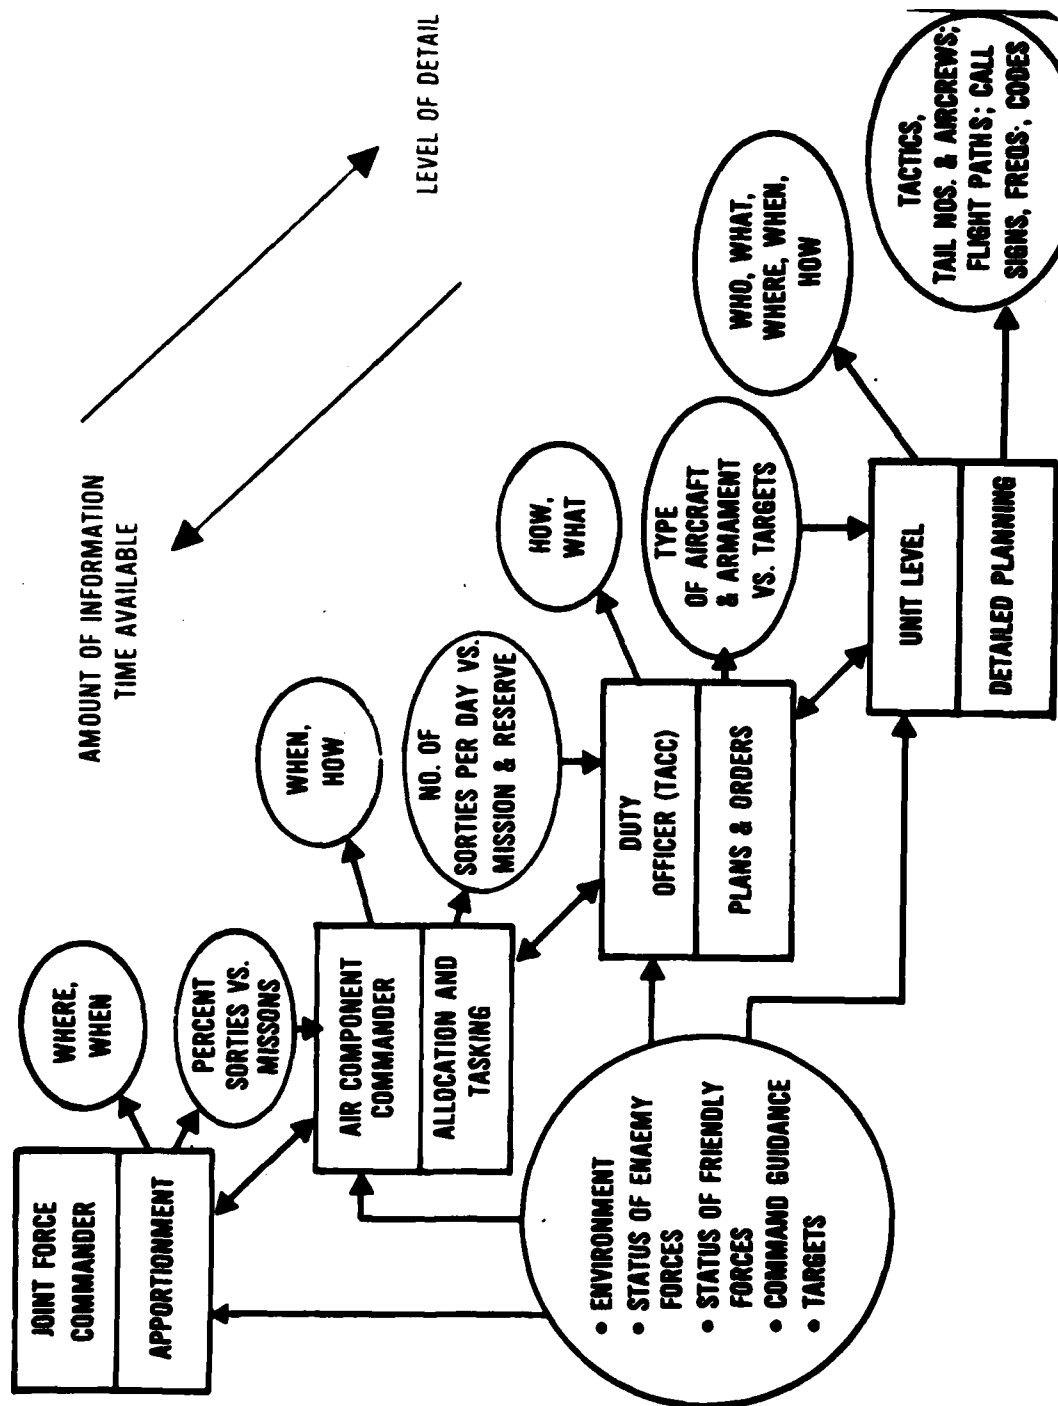 AMOUNT OF INFORMATION
TIME AVAILABLE
LEVEL OF DETAIL
JOINT FORCE
COMMANDER
APPORTIONMENT
WHERE,
WHEN
PERCENT
SORTIES VS.
MISSONS
AIR COMPONENT
COMMANDER
ALLOCATION AND
TASKING
WHEN,
HOW
NO. OF
SORTIES PER DAY VS.
MISSION & RESERVE
DUTY
OFFICER (TACC)
PLANS & ORDERS
HOW,
WHAT
TYPE
OF AIRCRAFT
& ARMAMENT
VS. TARGETS
UNIT LEVEL
DETAILED PLANNING
WHO, WHAT,
WHERE, WHEN,
HOW
TACTICS,
TAIL NOS. & AIRCREWS;
FLIGHT PATHS; CALL
SIGNS, FREQS., CODES
• ENVIRONMENT
• STATUS OF ENAEMY
FORCES
• STATUS OF FRIENDLY
FORCES
• COMMAND GUIDANCE
• TARGETS